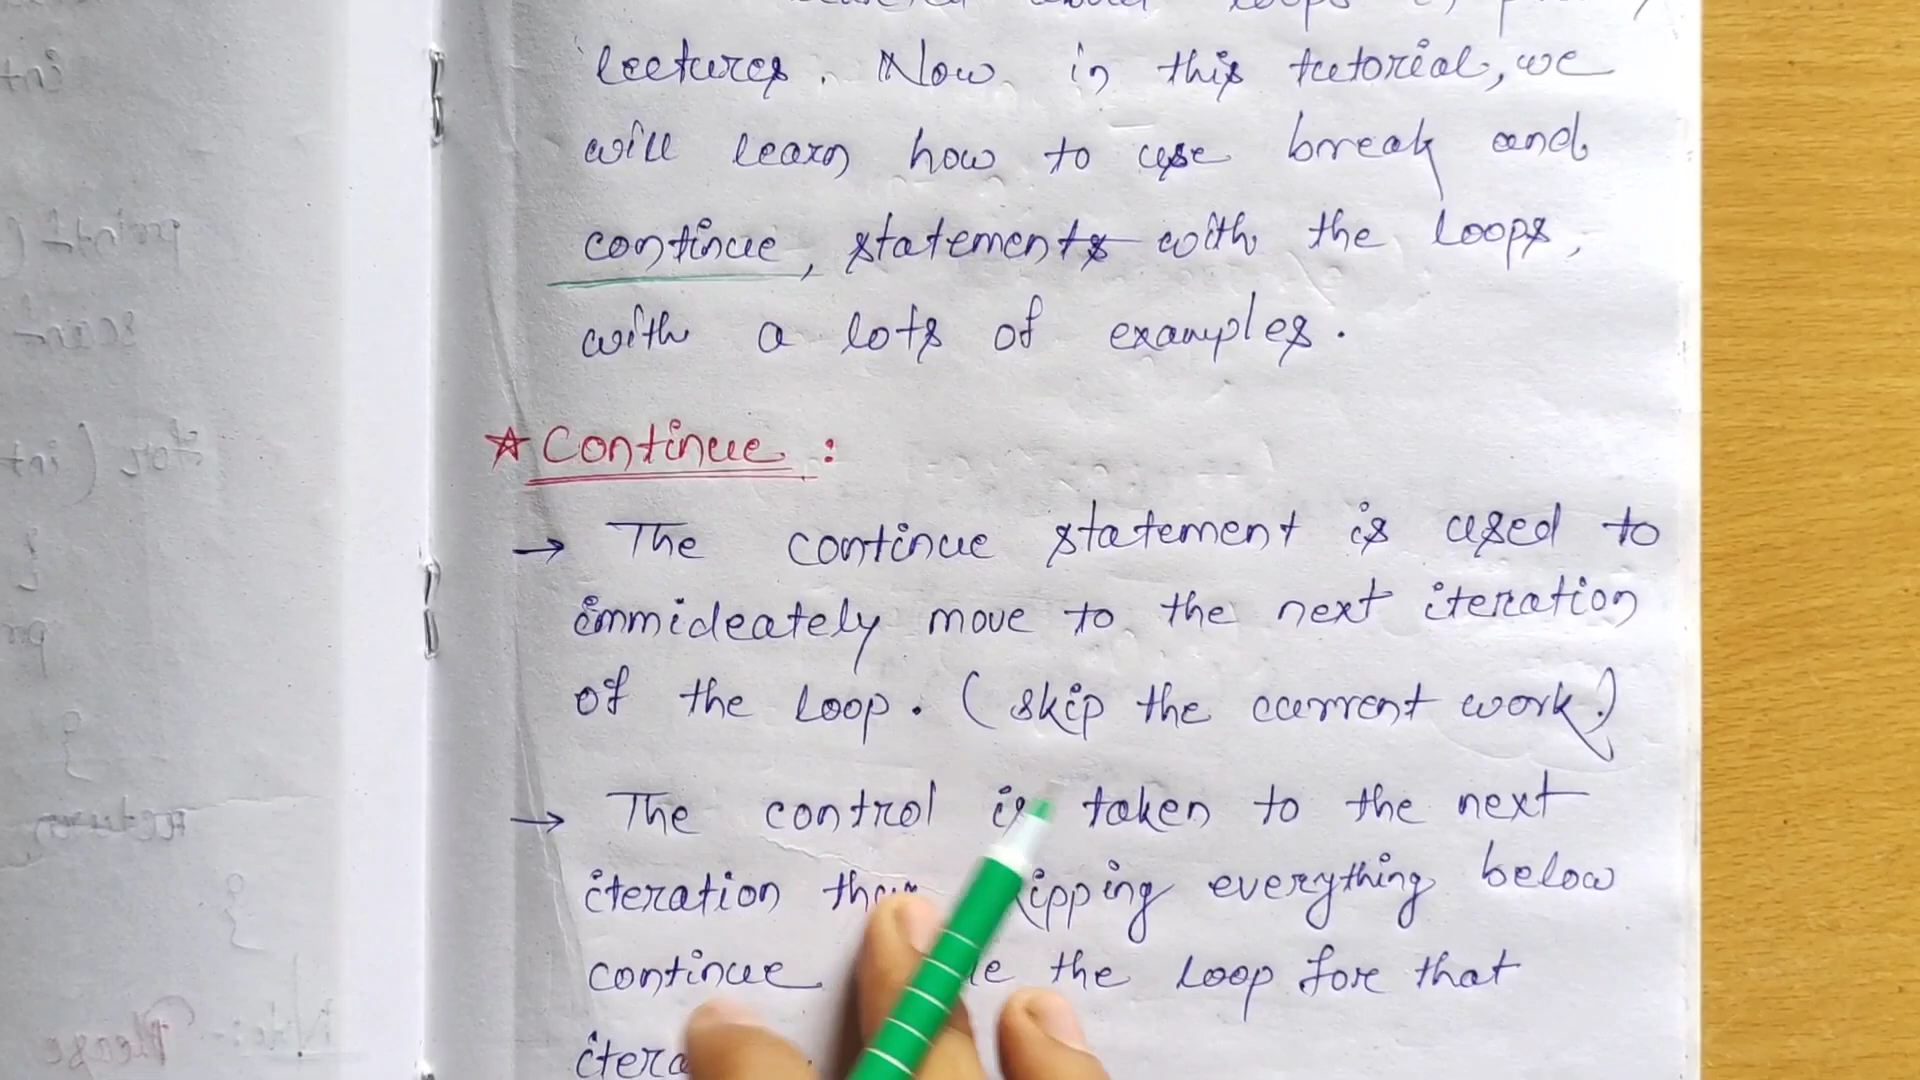 loops
lectures. Now in this tutorial, we
will learn how to use break and
continue, statements with the loops,
with a lots of examples.
☆ Continue :
→ The continue statement is used to
immideately move to the next iteration
of the loop. (skip the current work.)
→ The control is taken to the next
iteration everything below
continue the loop fore that